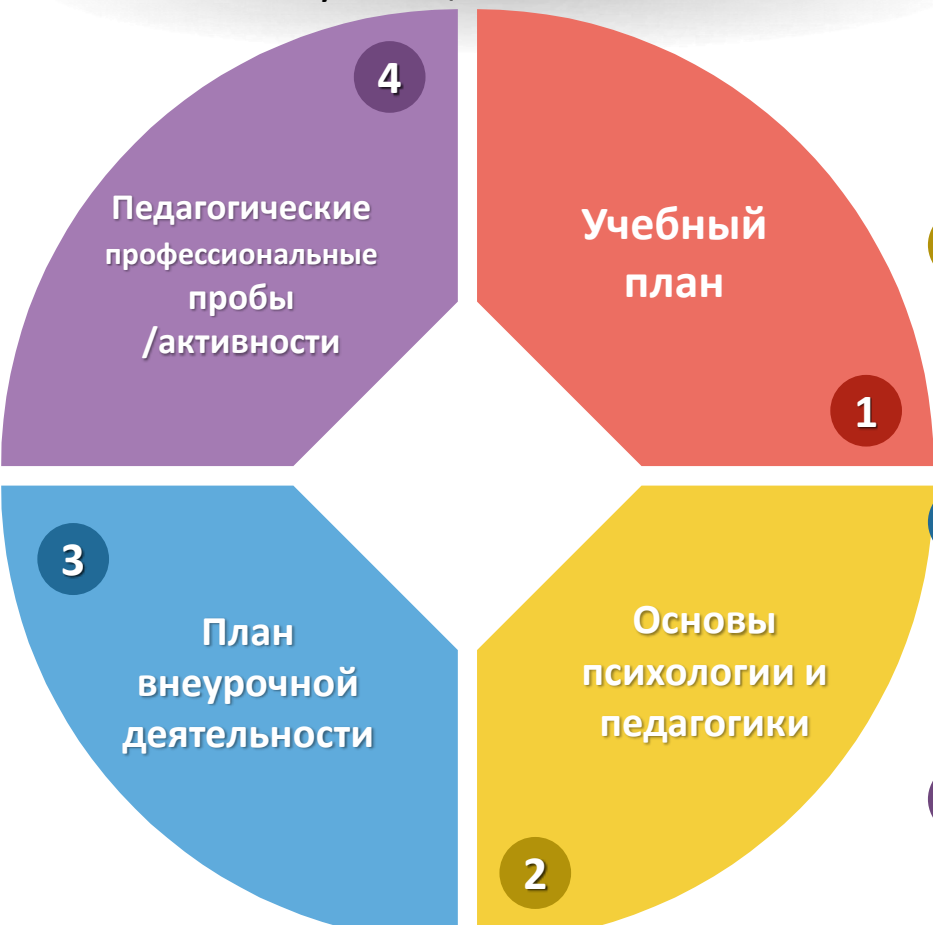 4
Педагогические
профессиональные
пробы
/активности
Учебный
план
1
3
План
внеурочной
деятельности
Основы
психологии и
педагогики
2